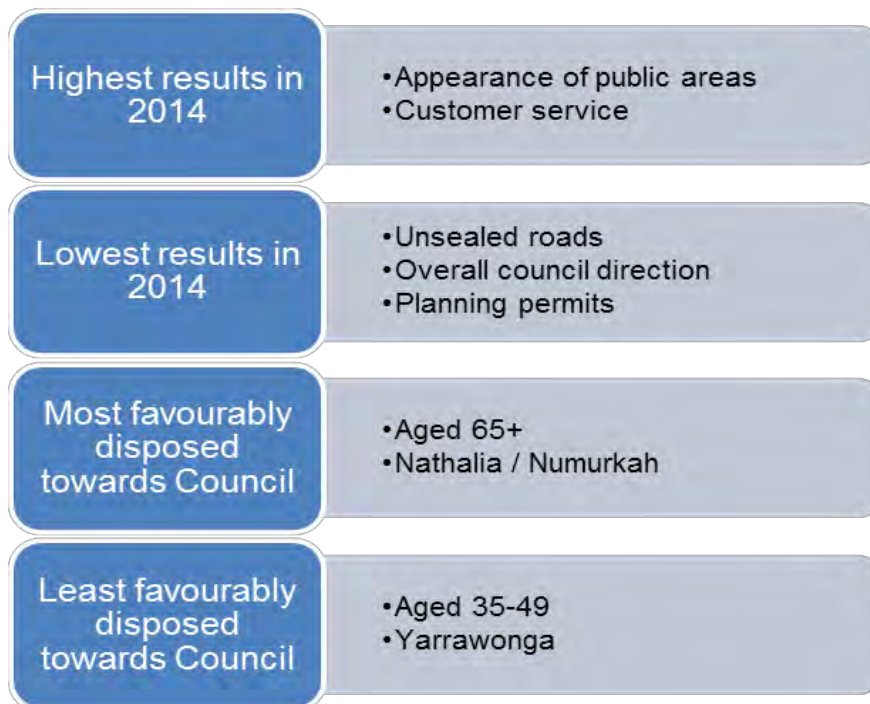 Highest results in
2014
•Appearance of public areas
•Customer service
Lowest results in
2014
•Unsealed roads
•Overall council direction
•Planning permits
Most favourably
disposed
towards Council
•Aged 65+
•Nathalia / Numurkah
Least favourably
disposed
towards Council
•Aged 35-49
•Yarrawonga